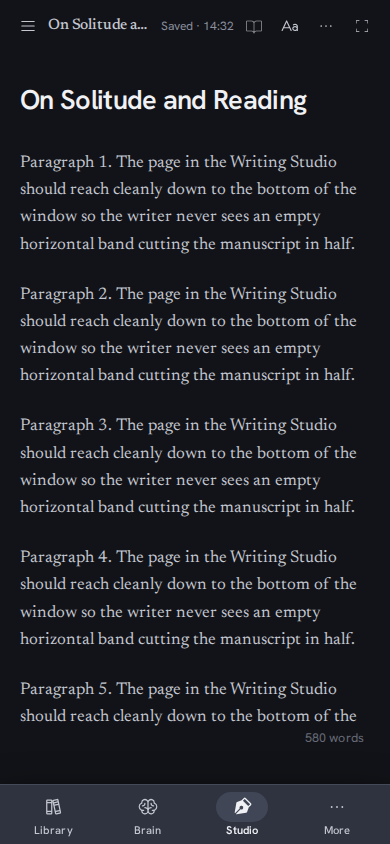 On Solitude a... Saved · 14:32 Aa
On Solitude and Reading
Paragraph 1. The page in the Writing Studio
should reach cleanly down to the bottom of the
window so the writer never sees an empty
horizontal band cutting the manuscript in half.
Paragraph 2. The page in the Writing Studio
should reach cleanly down to the bottom of the
window so the writer never sees an empty
horizontal band cutting the manuscript in half.
Paragraph 3. The page in the Writing Studio
should reach cleanly down to the bottom of the
window so the writer never sees an empty
horizontal band cutting the manuscript in half.
Paragraph 4. The page in the Writing Studio
should reach cleanly down to the bottom of the
window so the writer never sees an empty
horizontal band cutting the manuscript in half.
Paragraph 5. The page in the Writing Studio
should reach cleanly down to the bottom of the
580 words
Library Brain Studio More